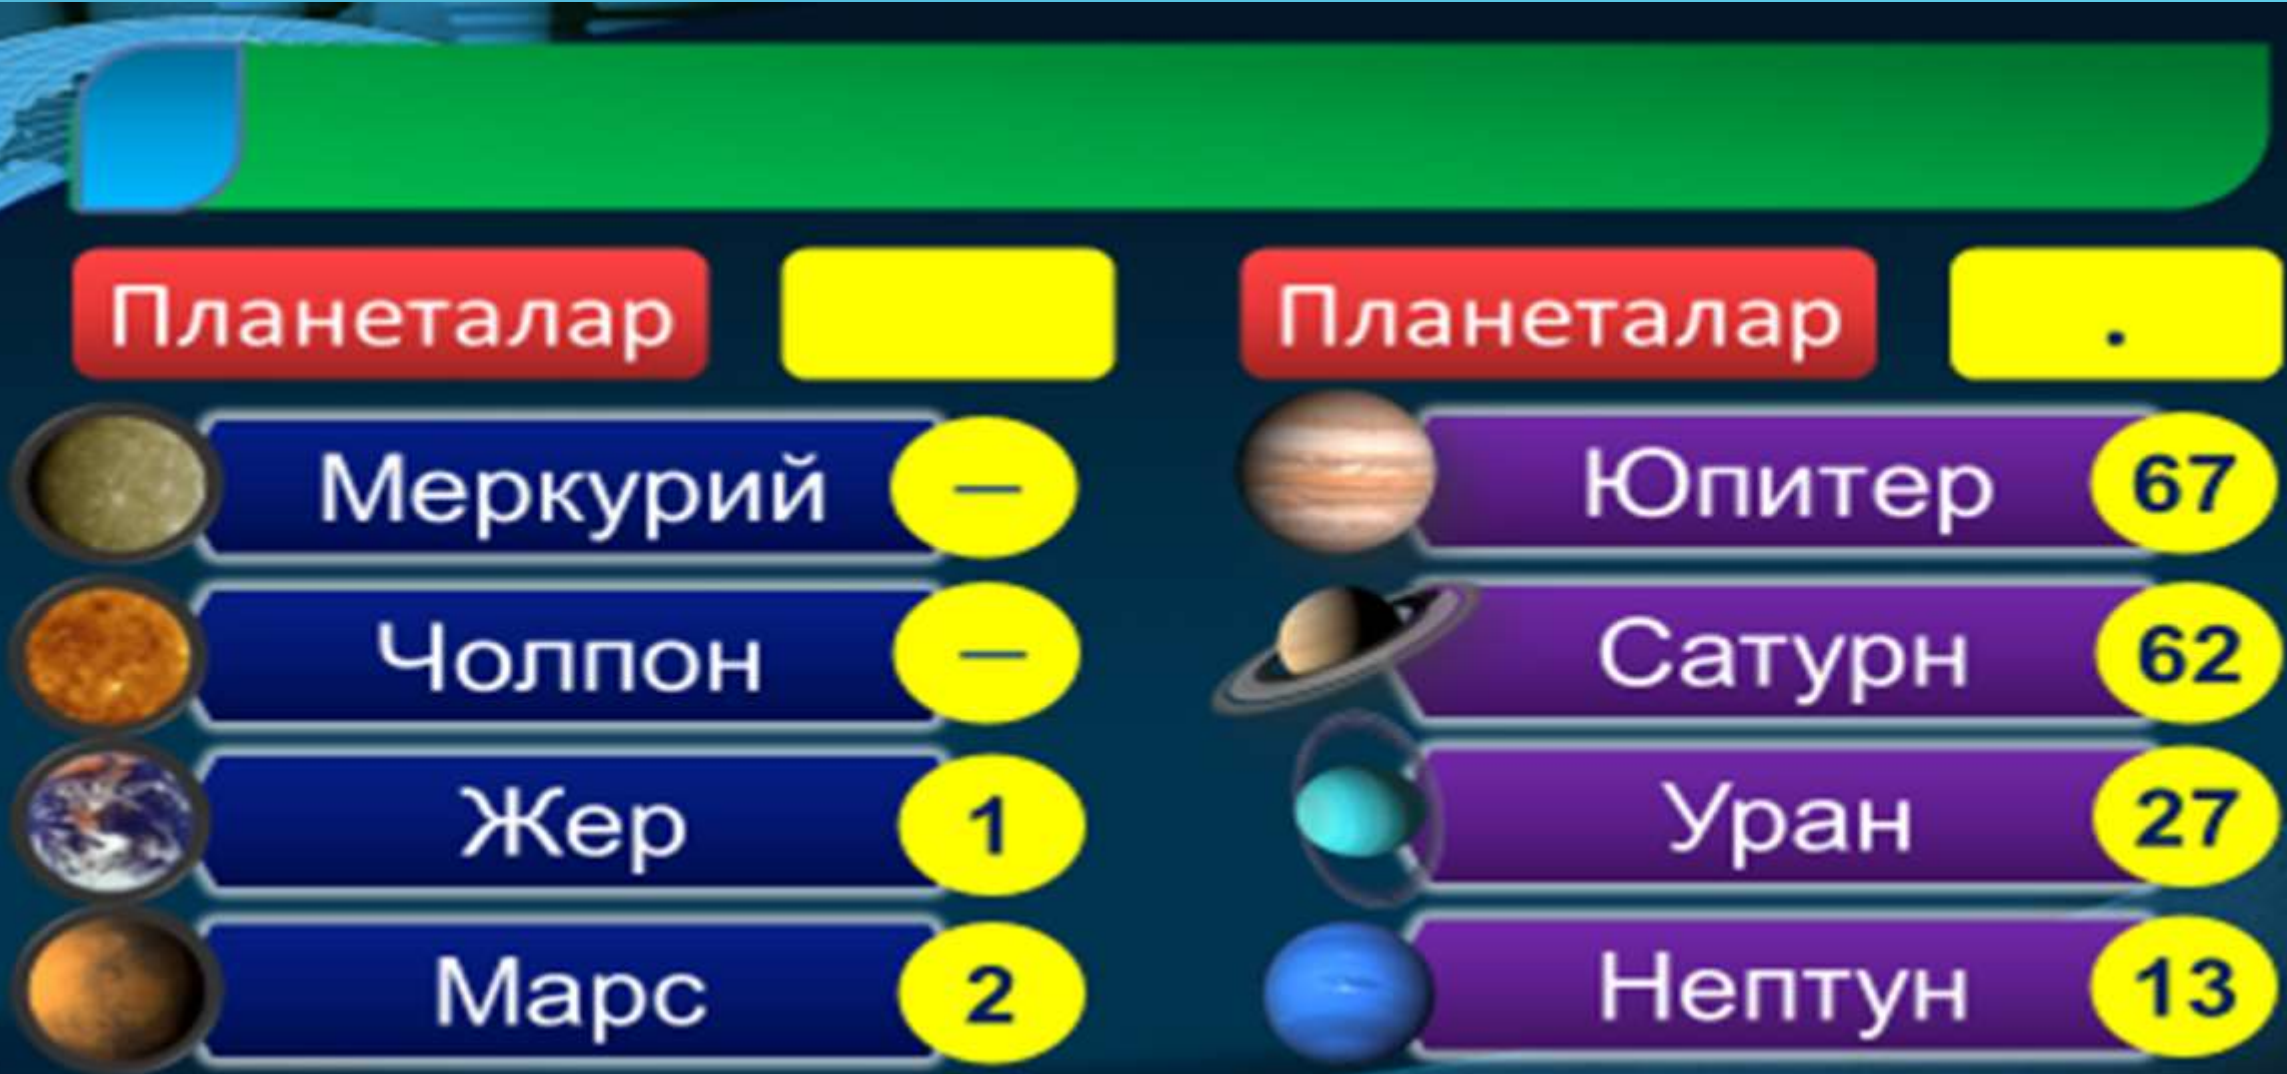 Планеталар
Меркурий –
Чолпон –
Жер 1
Марс 2
Планеталар .
Юпитер 67
Сатурн 62
Уран 27
Нептун 13